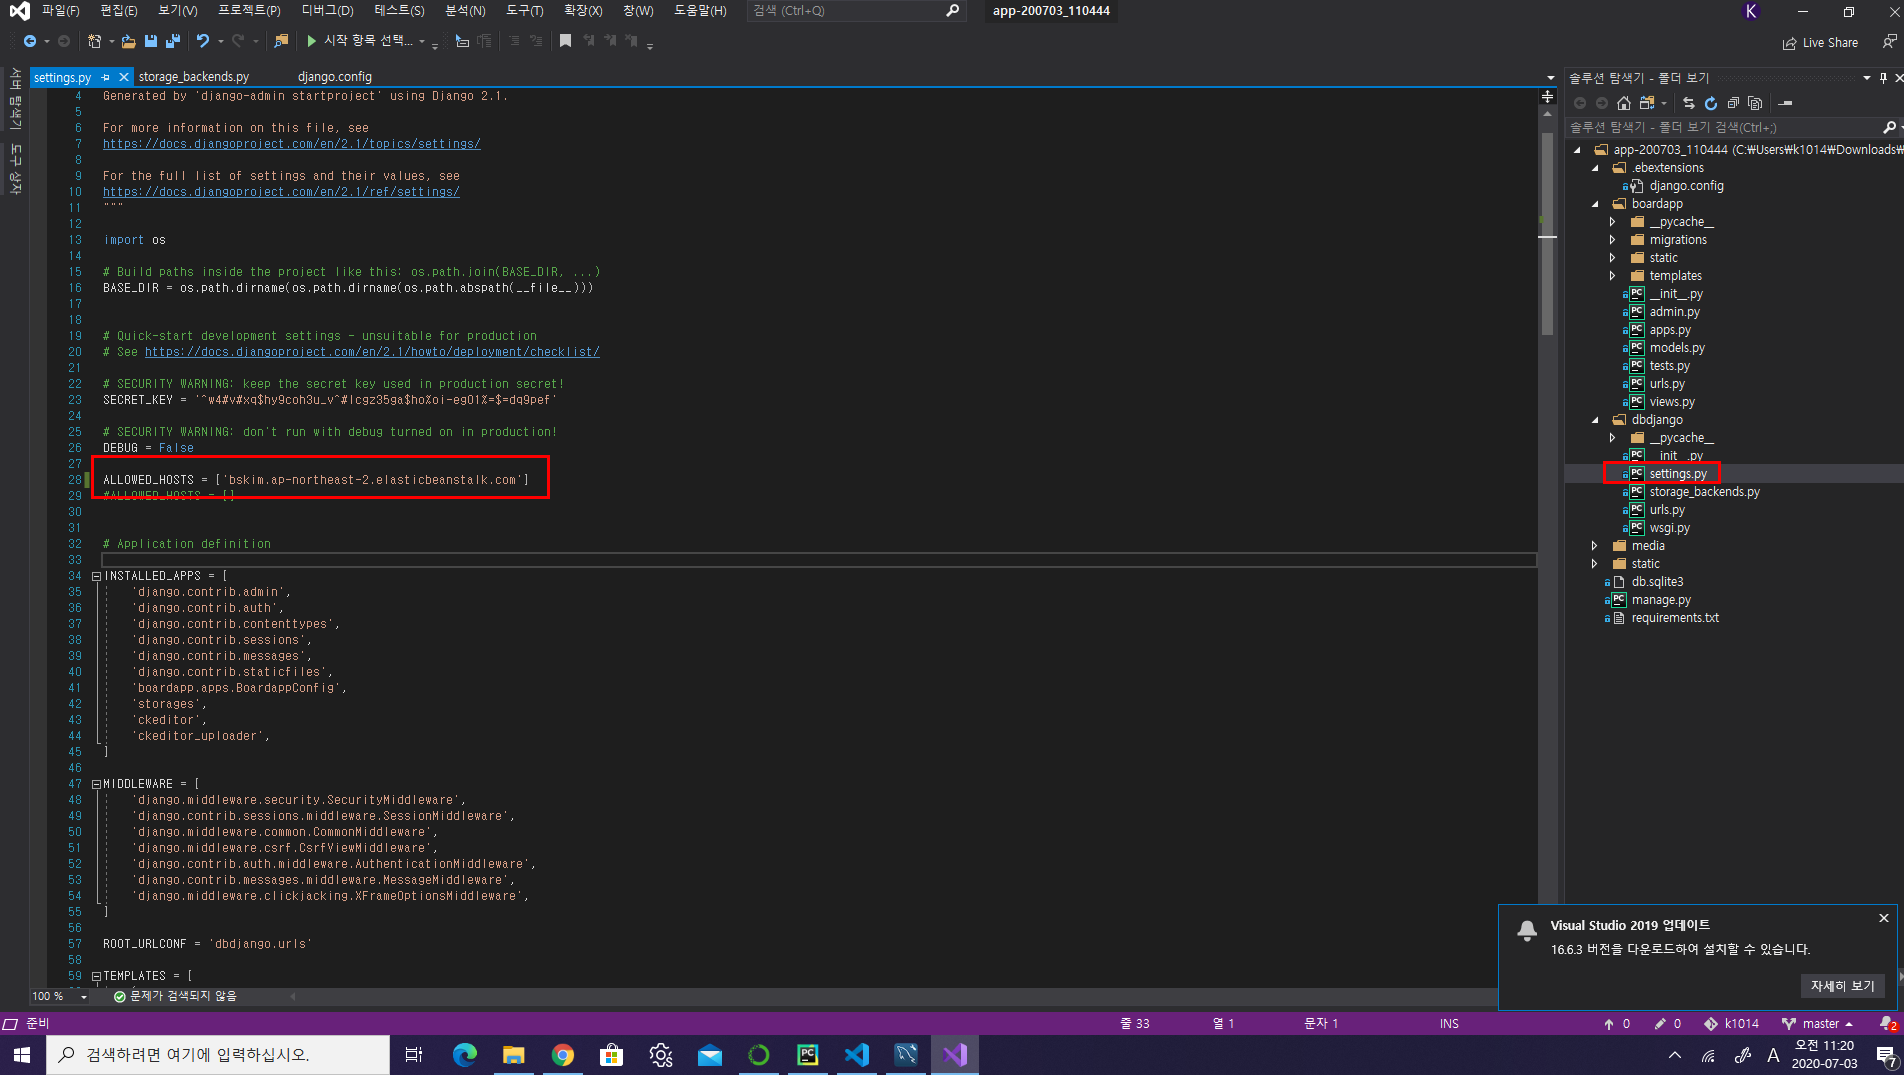 파일(F) 편집(E) 보기(V) 프로젝트(P) 디버그(D) 테스트(S) 분석(N) 도구(T) 확장(X) 창(W) 도움말(H) 검색 (Ctrl+Q) app-200703_110444 K
시작 항목 선택...
Live Share
서버 탐색기
도구 상자
settings.py storage_backends.py django.config
4 Generated by 'django-admin startproject' using Django 2.1.
5
6 For more information on this file, see
7 https://docs.djangoproject.com/en/2.1/topics/settings/
8
9 For the full list of settings and their values, see
10 https://docs.djangoproject.com/en/2.1/ref/settings/
11 """
12
13 import os
14
15 # Build paths inside the project like this: os.path.join(BASE_DIR, ...)
16 BASE_DIR = os.path.dirname(os.path.dirname(os.path.abspath(__file__)))
17
18
19 # Quick-start development settings - unsuitable for production
20 # See https://docs.djangoproject.com/en/2.1/howto/deployment/checklist/
21
22 # SECURITY WARNING: keep the secret key used in production secret!
23 SECRET_KEY = '^w4#v#xq$hy9coh3u_v^#lcgz35ga$ho%oi-eg01%=$=dq9pef'
24
25 # SECURITY WARNING: don't run with debug turned on in production!
26 DEBUG = False
27
28 ALLOWED_HOSTS = ['bskim.ap-northeast-2.elasticbeanstalk.com']
29 #ALLOWED_HOSTS = []
30
31
32 # Application definition
33
34 INSTALLED_APPS = [
35 'django.contrib.admin',
36 'django.contrib.auth',
37 'django.contrib.contenttypes',
38 'django.contrib.sessions',
39 'django.contrib.messages',
40 'django.contrib.staticfiles',
41 'boardapp.apps.BoardappConfig',
42 'storages',
43 'ckeditor',
44 'ckeditor_uploader',
45 ]
46
47 MIDDLEWARE = [
48 'django.middleware.security.SecurityMiddleware',
49 'django.contrib.sessions.middleware.SessionMiddleware',
50 'django.middleware.common.CommonMiddleware',
51 'django.middleware.csrf.CsrfViewMiddleware',
52 'django.contrib.auth.middleware.AuthenticationMiddleware',
53 'django.contrib.messages.middleware.MessageMiddleware',
54 'django.middleware.clickjacking.XFrameOptionsMiddleware',
55 ]
56
57 ROOT_URLCONF = 'dbdjango.urls'
58
59 TEMPLATES = [
100 % 문제가 검색되지 않음
솔루션 탐색기 - 폴더 보기
솔루션 탐색기 - 폴더 보기 검색(Ctrl+;)
app-200703_110444 (C:₩Users₩k1014₩Downloads₩
.ebextensions
django.config
boardapp
__pycache__
migrations
static
templates
__init__.py
admin.py
apps.py
models.py
tests.py
urls.py
views.py
dbdjango
__pycache__
__init__.py
settings.py
storage_backends.py
urls.py
wsgi.py
media
static
db.sqlite3
manage.py
requirements.txt
Visual Studio 2019 업데이트
16.6.3 버전을 다운로드하여 설치할 수 있습니다.
자세히 보기
준비 줄 33 열 1 문자 1 INS 0 0 k1014 master 2
검색하려면 여기에 입력하십시오.
A 오전 11:20
2020-07-03
7